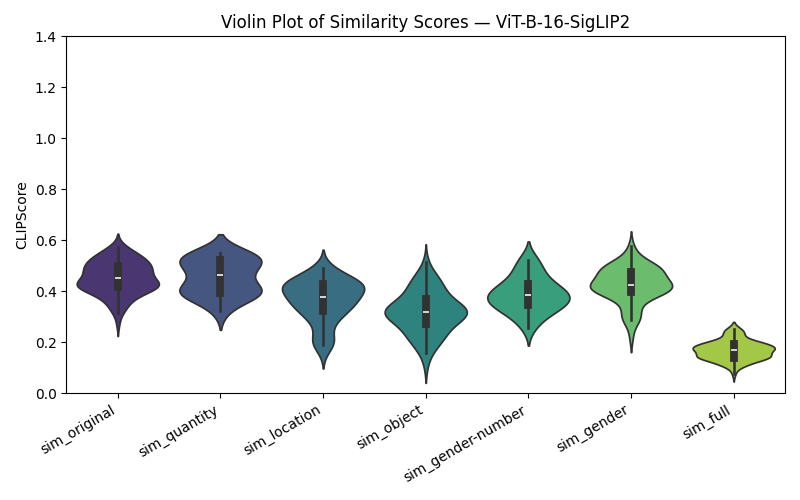 Violin Plot of Similarity Scores — ViT-B-16-SigLIP2
CLIPScore
1.4
1.2
1.0
0.8
0.6
0.4
0.2
0.0
sim_original
sim_quantity
sim_location
sim_object
sim_gender-number
sim_gender
sim_full